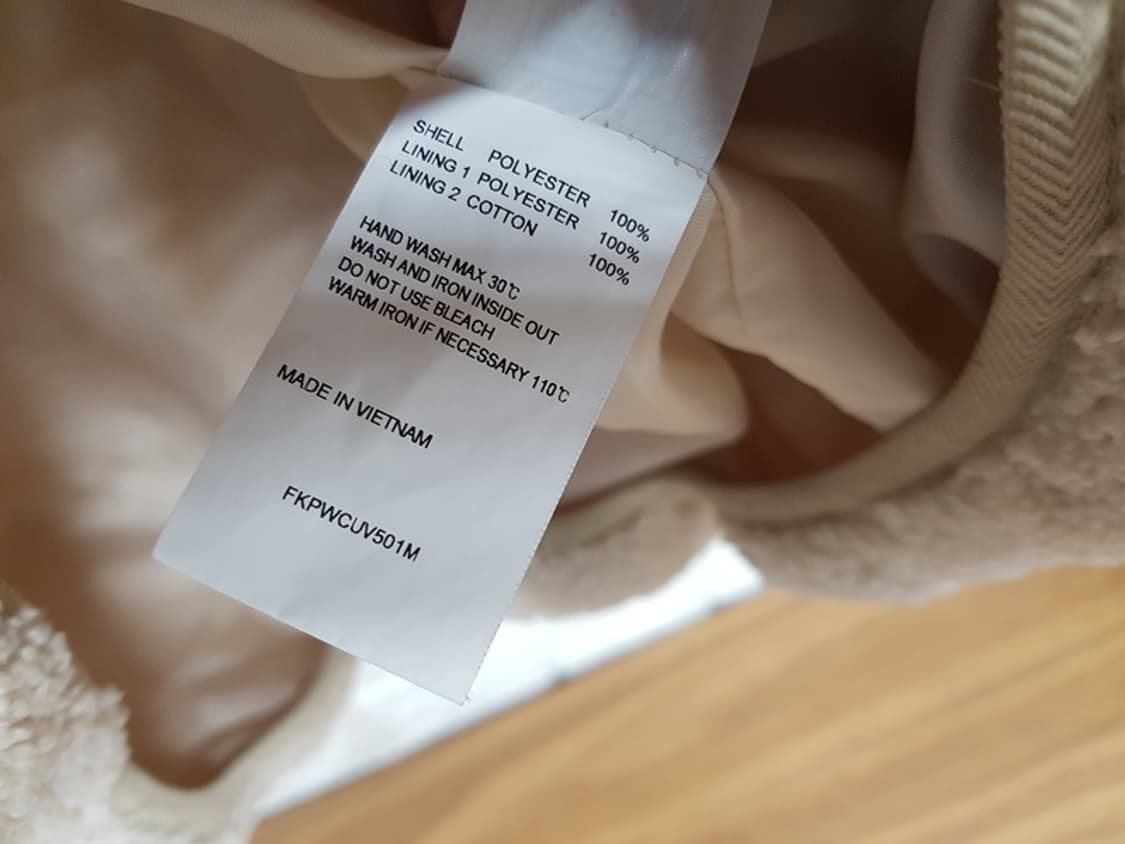 SHELL POLYESTER 100%
LINING 1 POLYESTER 100%
LINING 2 COTTON 100%
HAND WASH MAX 30℃
WASH AND IRON INSIDE OUT
DO NOT USE BLEACH
WARM IRON IF NECESSARY 110℃
MADE IN VIETNAM
FKPWCUV501M